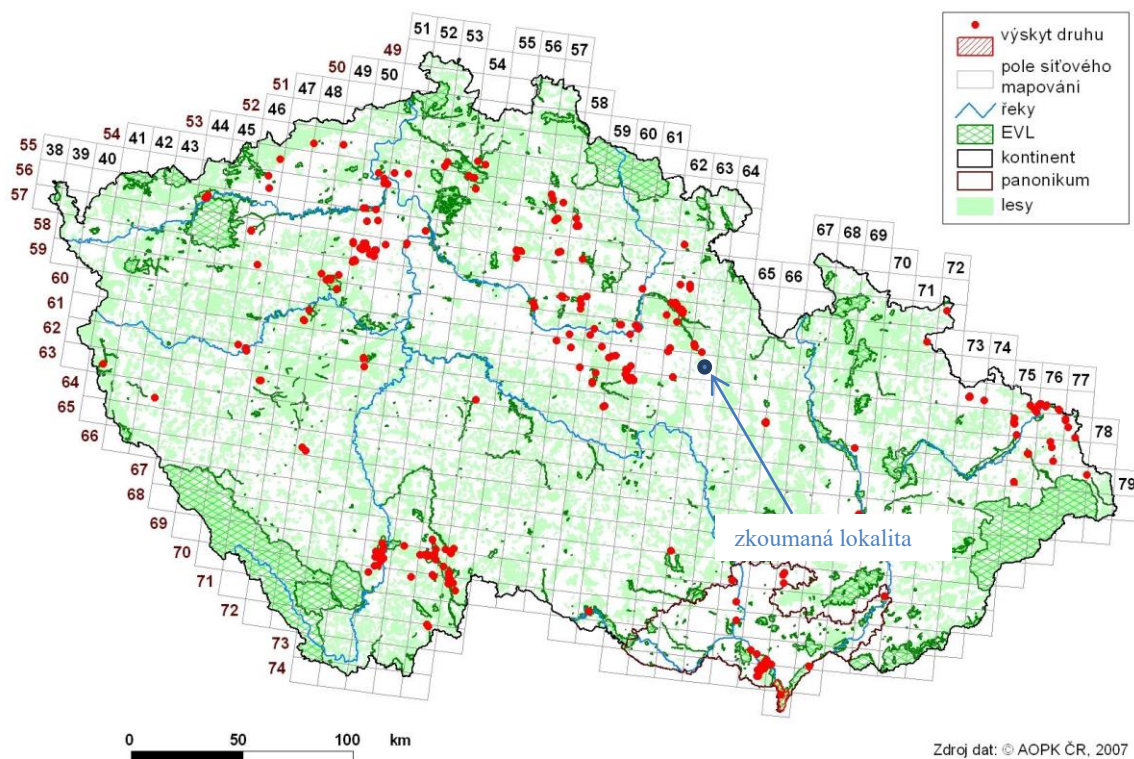 51 52 53
54
55 56 57
58
59 60 61
62 63 64
65 66
67 68 69
70
71
72
73 74
75 76 77
78
79
49
50
49 50
51
47 48
52
46
53
44 45
54
41 42 43
55
38 39 40
56
57
58
59
60
61
62
63
64
65
66
67
68
69
70
71
72
73
74
výskyt druhu
pole síťového
mapování
řeky
EVL
kontinent
panonikum
lesy
zkoumaná lokalita
0 50 100 km
Zdroj dat: © AOPK ČR, 2007